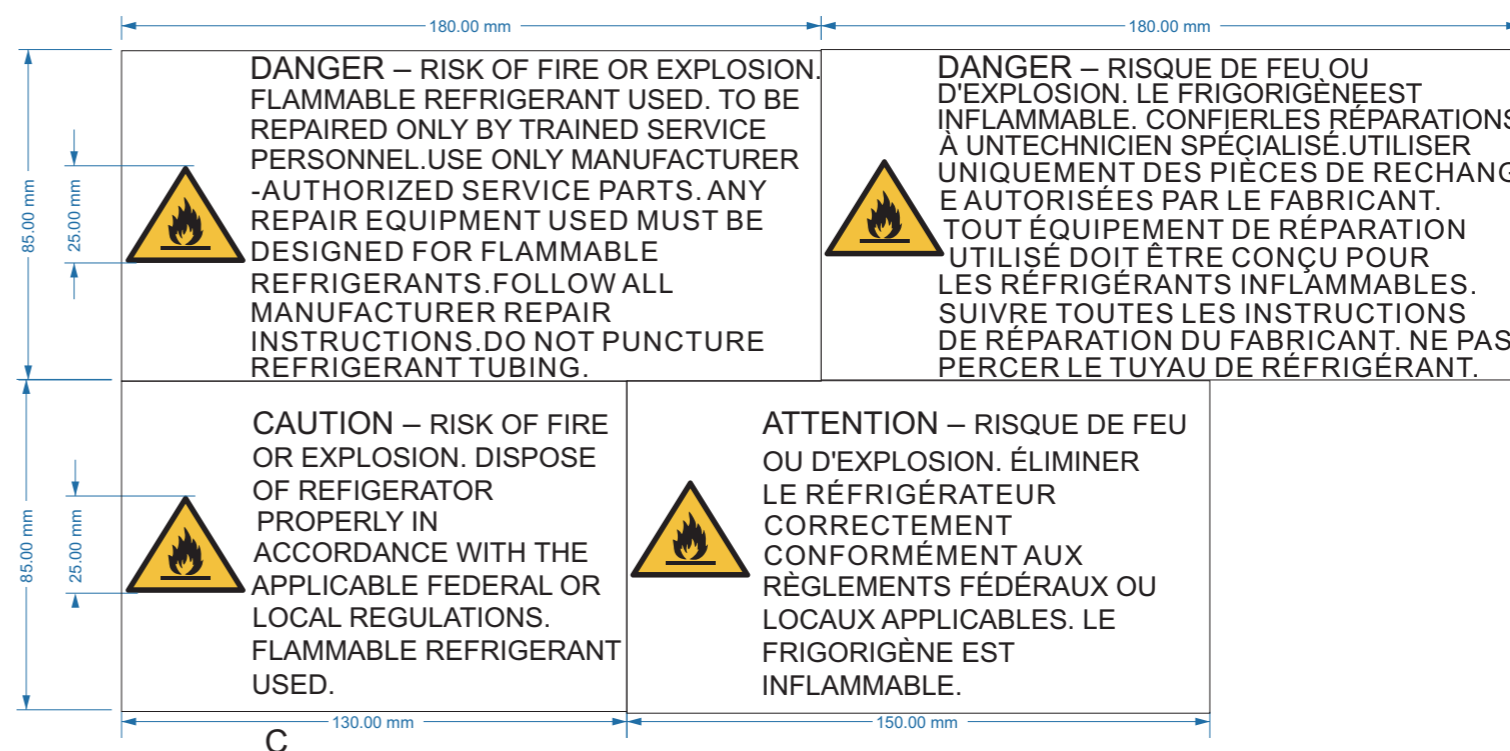 180.00 mm
180.00 mm
85.00 mm
25.00 mm
DANGER – RISK OF FIRE OR EXPLOSION.
FLAMMABLE REFRIGERANT USED. TO BE
REPAIRED ONLY BY TRAINED SERVICE
PERSONNEL.USE ONLY MANUFACTURER
-AUTHORIZED SERVICE PARTS. ANY
REPAIR EQUIPMENT USED MUST BE
DESIGNED FOR FLAMMABLE
REFRIGERANTS.FOLLOW ALL
MANUFACTURER REPAIR
INSTRUCTIONS.DO NOT PUNCTURE
REFRIGERANT TUBING.
DANGER – RISQUE DE FEU OU
D'EXPLOSION. LE FRIGORIGÈNEEST
INFLAMMABLE. CONFIERLES RÉPARATIONS
À UNTECHNICIEN SPÉCIALISÉ.UTILISER
UNIQUEMENT DES PIÈCES DE RECHANG
E AUTORISÉES PAR LE FABRICANT.
TOUT ÉQUIPEMENT DE RÉPARATION
UTILISÉ DOIT ÊTRE CONÇU POUR
LES RÉFRIGÉRANTS INFLAMMABLES.
SUIVRE TOUTES LES INSTRUCTIONS
DE RÉPARATION DU FABRICANT. NE PAS
PERCER LE TUYAU DE RÉFRIGÉRANT.
85.00 mm
25.00 mm
CAUTION – RISK OF FIRE
OR EXPLOSION. DISPOSE
OF REFIGERATOR
PROPERLY IN
ACCORDANCE WITH THE
APPLICABLE FEDERAL OR
LOCAL REGULATIONS.
FLAMMABLE REFRIGERANT
USED.
ATTENTION – RISQUE DE FEU
OU D'EXPLOSION. ÉLIMINER
LE RÉFRIGÉRATEUR
CORRECTEMENT
CONFORMÉMENT AUX
RÈGLEMENTS FÉDÉRAUX OU
LOCAUX APPLICABLES. LE
FRIGORIGÈNE EST
INFLAMMABLE.
130.00 mm
150.00 mm
C